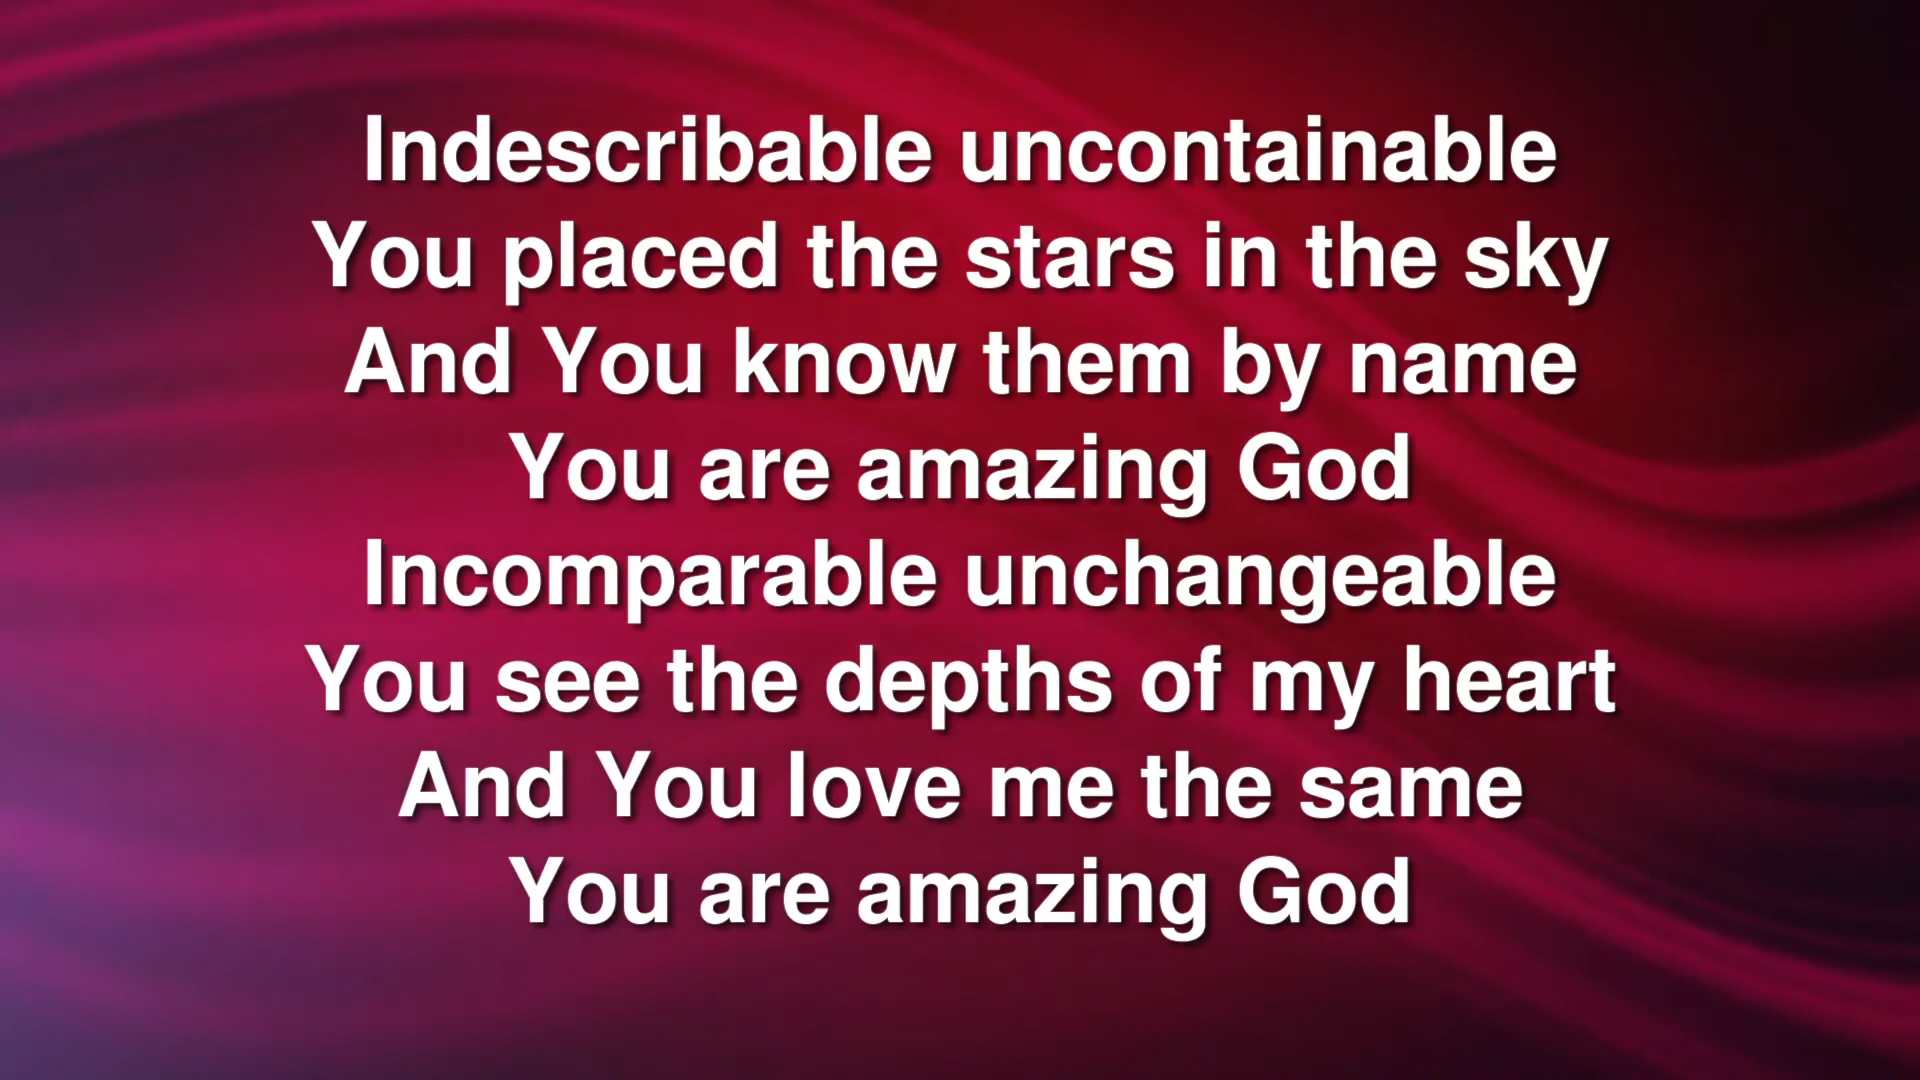 Indescribable uncontainable
You placed the stars in the sky
And You know them by name
You are amazing God
Incomparable unchangeable
You see the depths of my heart
And You love me the same
You are amazing God